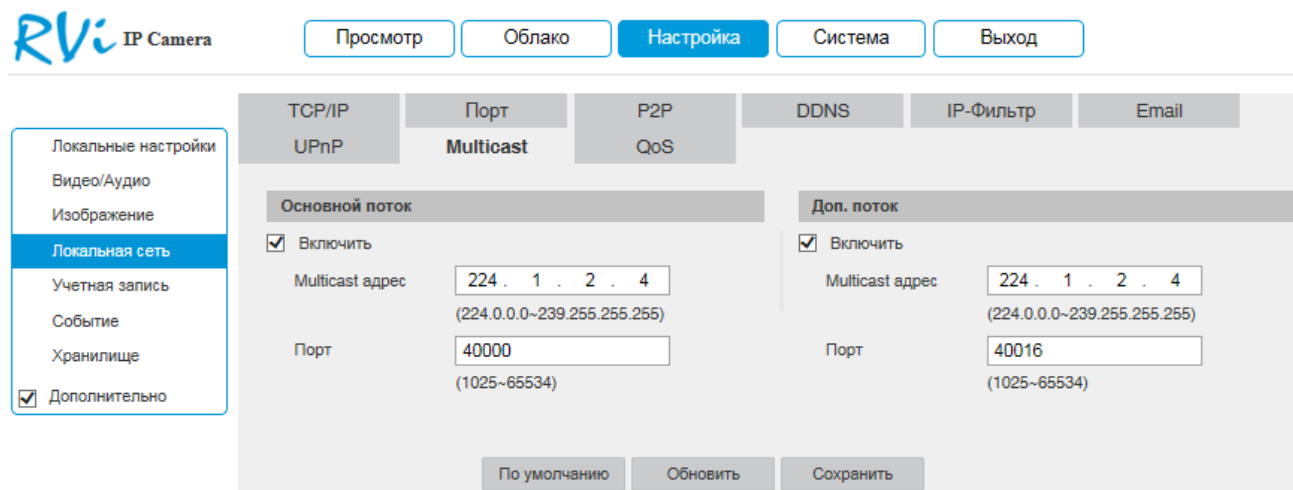 RVi IP Camera Просмотр Облако Настройка Система Выход
TCP/IP Порт P2P DDNS IP-Фильтр Email
UPnP Multicast QoS
Локальные настройки
Видео/Аудио
Изображение
Локальная сеть
Учетная запись
Событие
Хранилище
Дополнительно
Основной поток
Включить
Multicast адрес 224 . 1 . 2 . 4
(224.0.0.0~239.255.255.255)
Порт 40000
(1025~65534)
Доп. поток
Включить
Multicast адрес 224 . 1 . 2 . 4
(224.0.0.0~239.255.255.255)
Порт 40016
(1025~65534)
По умолчанию Обновить Сохранить